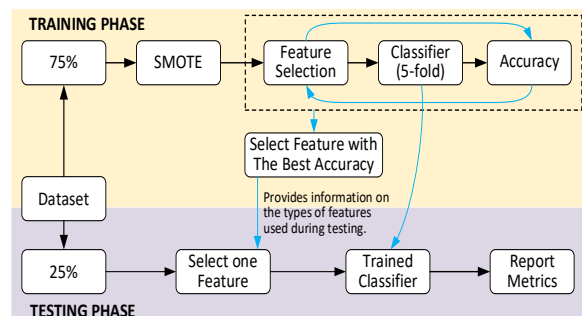 TRAINING PHASE
75%
SMOTE
Feature
Selection
Classifier
(5-fold)
Accuracy
Select Feature with
The Best Accuracy
Provides information on
the types of features
used during testing.
Dataset
25%
Select one
Feature
Trained
Classifier
Report
Metrics
TESTING PHASE